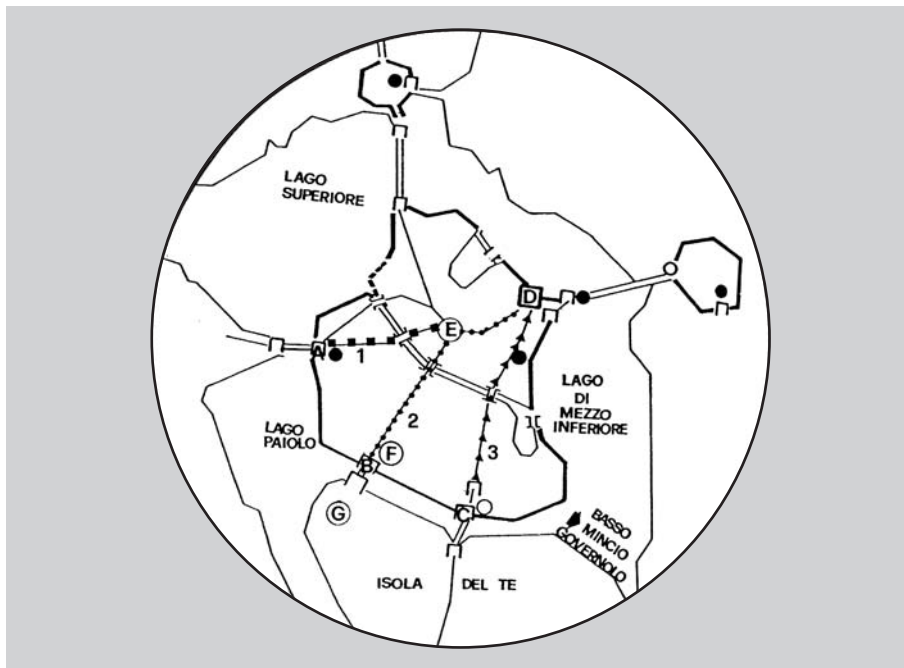 LAGO
SUPERIORE
D
E
A
1
LAGO
DI
MEZZO
INFERIORE
2
LAGO
PAIOLO
3
F
B
G
C
BASSO
MINCIO
GOVERNOLO
ISOLA DEL TE